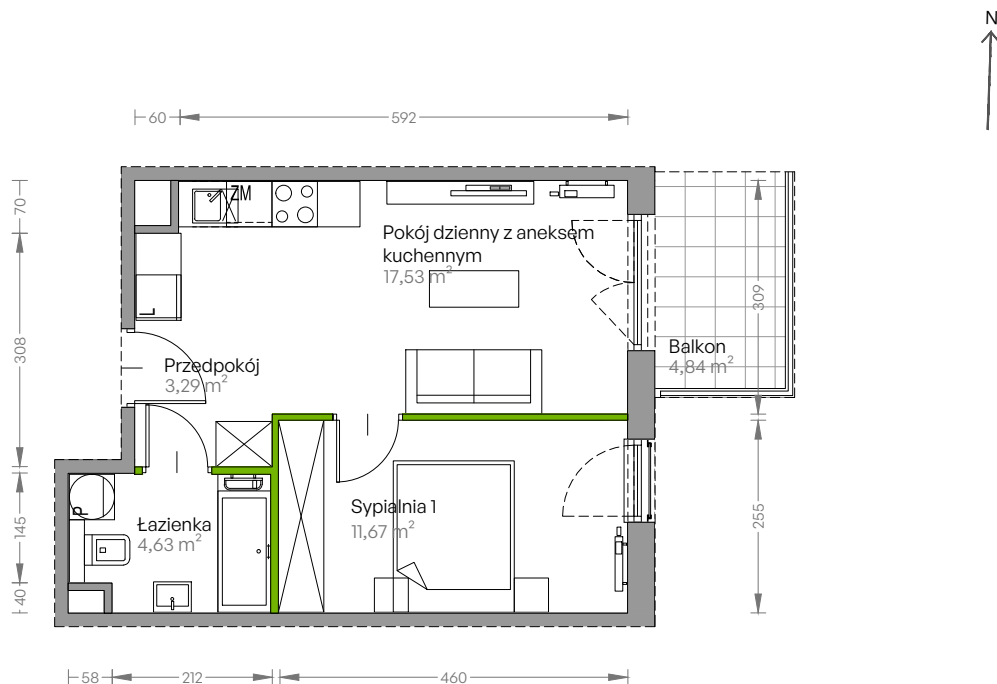 N
60
592
70
308
145
40
ZM
Pokój dzienny z aneksem
kuchennym
17,53 m²
L
309
Balkon
4,84 m²
Przedpokój
3,29 m²
Sypialnia 1
11,67 m²
255
P
Łazienka
4,63 m²
58
212
460